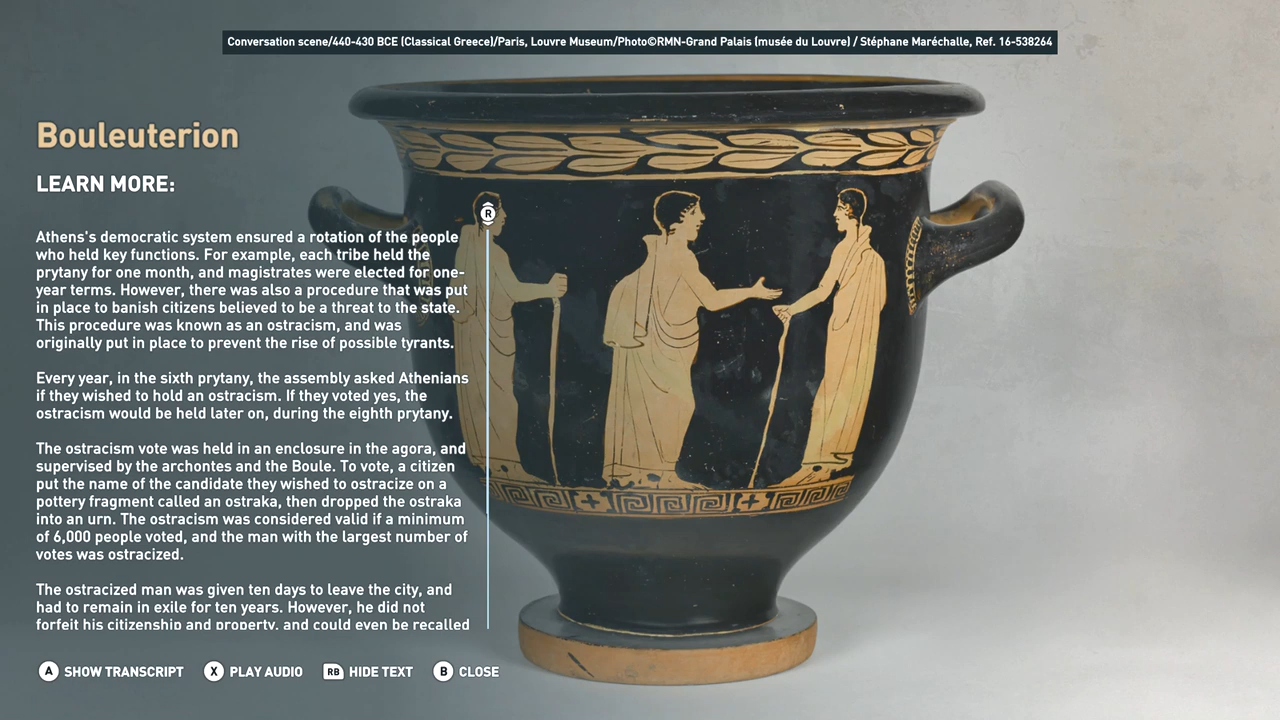 Conversation scene/440-430 BCE (Classical Greece)/Paris, Louvre Museum/Photo©RMN-Grand Palais (musée du Louvre) / Stéphane Maréchalle, Ref. 16-538264
Bouleuterion
LEARN MORE:
R
Athens's democratic system ensured a rotation of the people
who held key functions. For example, each tribe held the
prytany for one month, and magistrates were elected for one-
year terms. However, there was also a procedure that was put
in place to banish citizens believed to be a threat to the state.
This procedure was known as an ostracism, and was
originally put in place to prevent the rise of possible tyrants.
Every year, in the sixth prytany, the assembly asked Athenians
if they wished to hold an ostracism. If they voted yes, the
ostracism would be held later on, during the eighth prytany.
The ostracism vote was held in an enclosure in the agora, and
supervised by the archontes and the Boule. To vote, a citizen
put the name of the candidate they wished to ostracize on a
pottery fragment called an ostraka, then dropped the ostraka
into an urn. The ostracism was considered valid if a minimum
of 6,000 people voted, and the man with the largest number of
votes was ostracized.
The ostracized man was given ten days to leave the city, and
had to remain in exile for ten years. However, he did not
forfeit his citizenship and property, and could even be recalled
A SHOW TRANSCRIPT X PLAY AUDIO RB HIDE TEXT B CLOSE